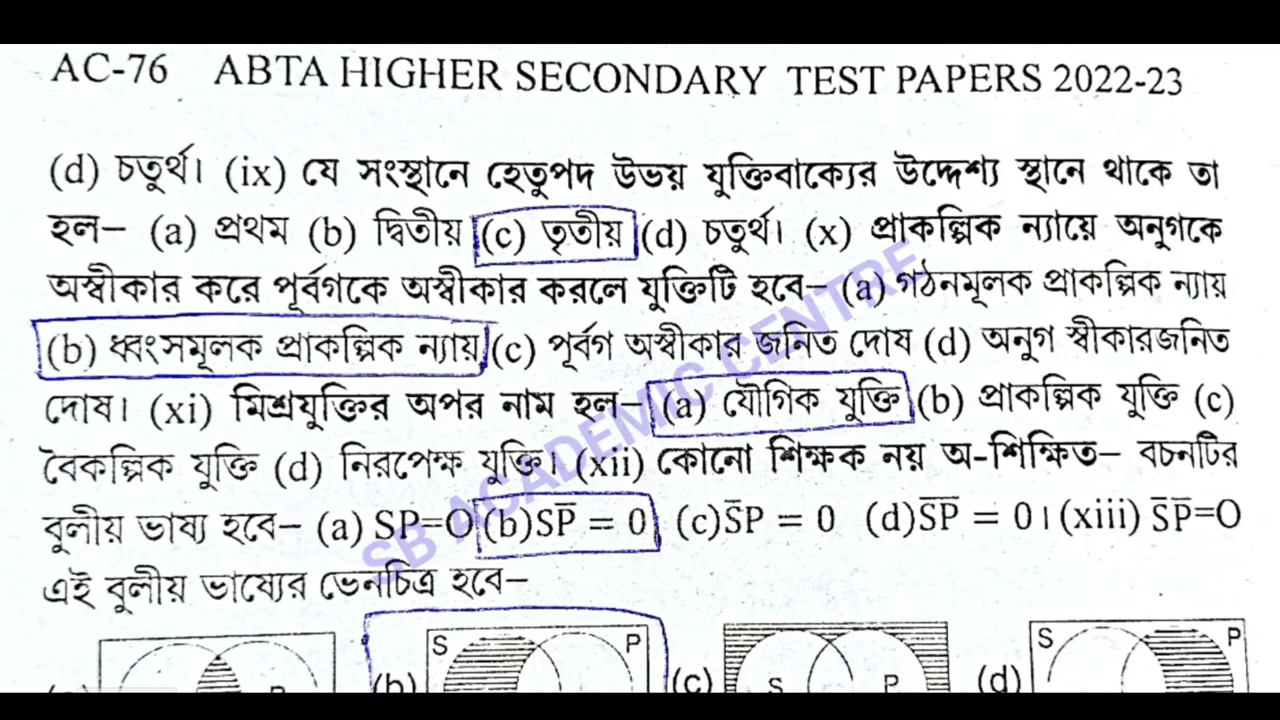 AC-76 ABTA HIGHER SECONDARY TEST PAPERS 2022-23
(d) চতুর্থ। (ix) যে সংস্থানে হেতুপদ উভয় যুক্তিবাক্যের উদ্দেশ্য স্থানে থাকে তা
হল– (a) প্রথম (b) দ্বিতীয় (c) তৃতীয় (d) চতুর্থ। (x) প্রাকল্পিক ন্যায়ে অনুগকে
অস্বীকার করে পূর্বগকে অস্বীকার করলে যুক্তিটি হবে– (a) গঠনমূলক প্রাকল্পিক ন্যায়
(b) ধ্বংসমূলক প্রাকল্পিক ন্যায় (c) পূর্বগ অস্বীকার জনিত দোষ (d) অনুগ স্বীকারজনিত
দোষ। (xi) মিশ্রযুক্তির অপর নাম হল– (a) যৌগিক যুক্তি (b) প্রাকল্পিক যুক্তি (c)
বৈকল্পিক যুক্তি (d) নিরপেক্ষ যুক্তি। (xii) কোনো শিক্ষক নয় অ-শিক্ষিত– বচনটির
বুলীয় ভাষ্য হবে– (a) SP=O (b) SP̅ = 0 (c) S̅P = 0 (d) S̅P̅ = 0। (xiii) S̅P̅=O
এই বুলীয় ভাষ্যের ভেনচিত্র হবে–
S P S P
(b) S P (c) (d)
SB ACADEMIC CENTRE